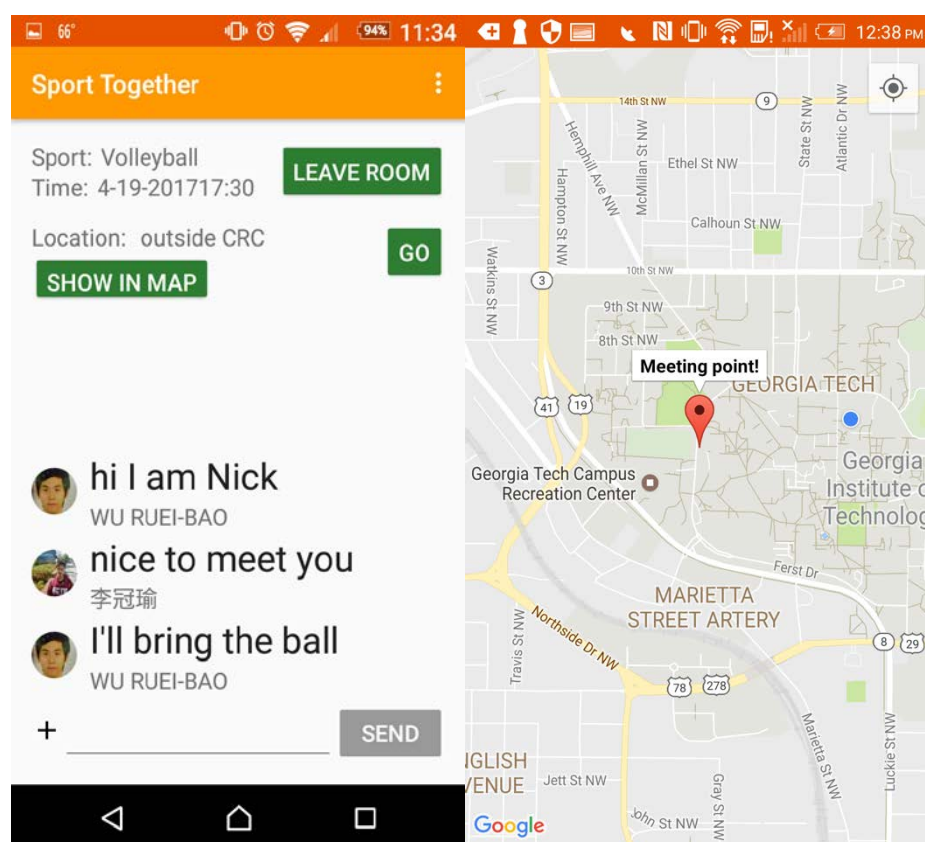 66°
94%
11:34
Sport Together
Sport: Volleyball
Time: 4-19-201717:30
LEAVE ROOM
Location: outside CRC
GO
SHOW IN MAP
hi I am Nick
WU RUEI-BAO
nice to meet you
李冠瑜
I'll bring the ball
WU RUEI-BAO
+
SEND
12:38 PM
14th St NW
9
Hemphill Ave NW
McMillan St NW
State St NW
Atlantic Dr NW
Ethel St NW
Hampton St NW
Calhoun St NW
Watkins St NW
10th St NW
3
9th St NW
8th St NW
Meeting point!
GEORGIA TECH
41
19
Georgia Tech Campus
Recreation Center
Georgia
Institute o
Technolog
Ferst Dr
MARIETTA
STREET ARTERY
Northside Dr NW
Travis St NW
8
29
78
278
Marietta St NW
Luckie St NW
NGLISH
VENUE
Jett St NW
Gray St NW
John St NW
Google